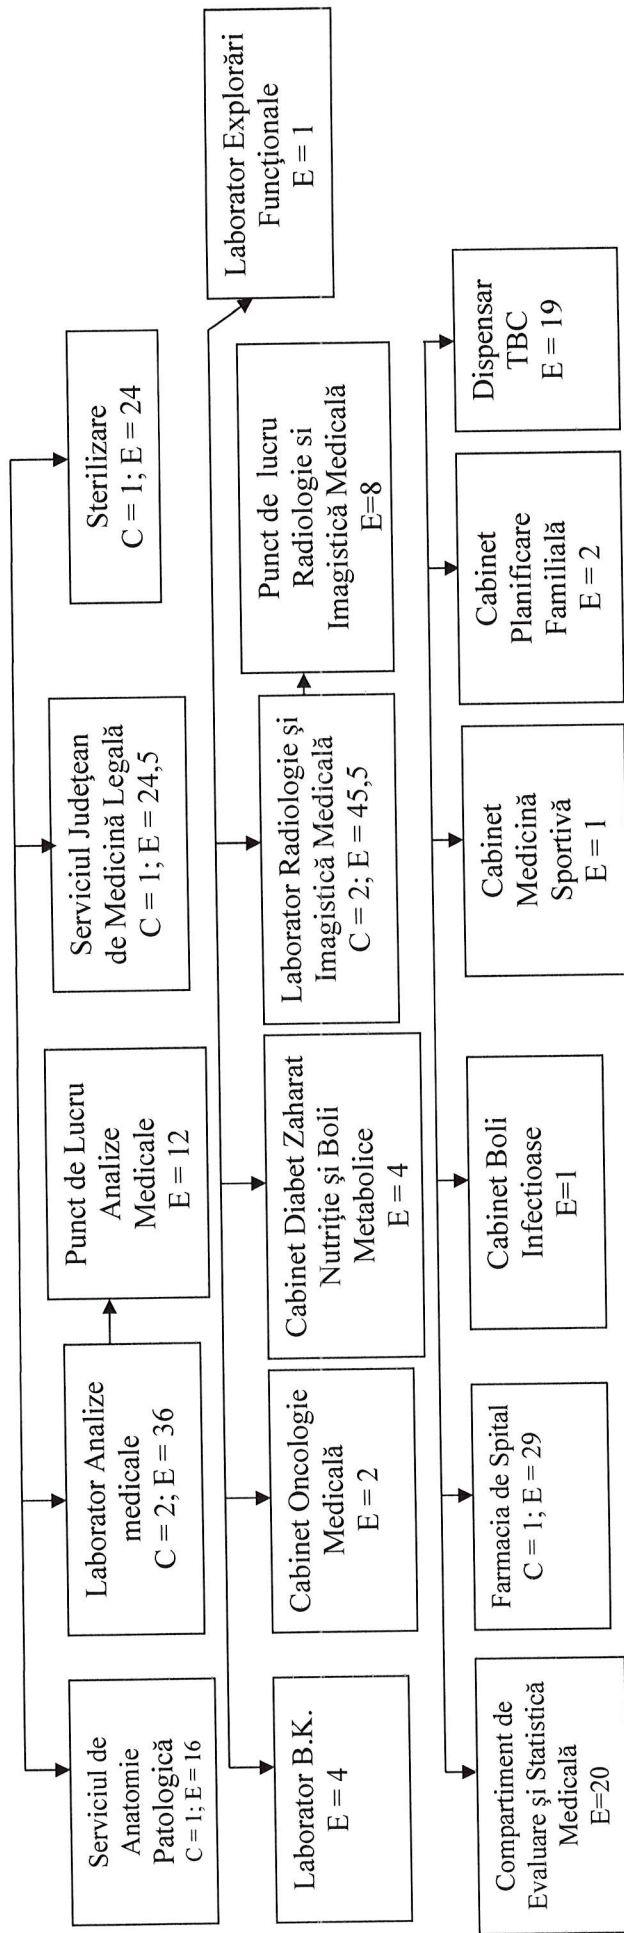 Serviciul de
Anatomie
Patologică
C = 1; E = 16
Laborator Analize
medicale
C = 2; E = 36
Punct de Lucru
Analize
Medicale
E = 12
Serviciul Județean
de Medicină Legală
C = 1; E = 24,5
Sterilizare
C = 1; E = 24
Laborator B.K.
E = 4
Cabinet Oncologie
Medicală
E = 2
Cabinet Diabet Zaharat
Nutriție și Boli
Metabolice
E = 4
Laborator Radiologie și
Imagistică Medicală
C = 2; E = 45,5
Punct de lucru
Radiologie si
Imagistică Medicală
E=8
Laborator Explorări
Funcționale
E = 1
Compartiment de
Evaluare și Statistică
Medicală
E=20
Farmacia de Spital
C = 1; E = 29
Cabinet Boli
Infectioase
E=1
Cabinet
Medicină
Sportivă
E = 1
Cabinet
Planificare
Familială
E = 2
Dispensar
TBC
E = 19